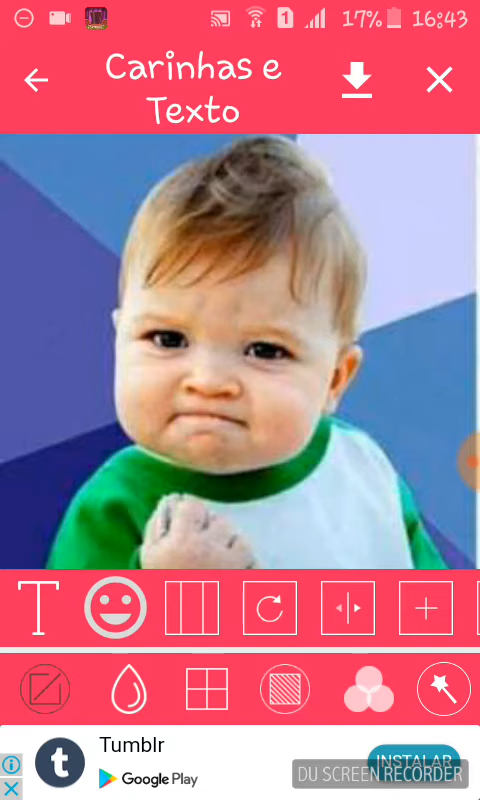 1 17% 16:43
Carinhas e
Texto
T
Tumblr
t
Google Play
INSTALAR
DU SCREEN RECORDER